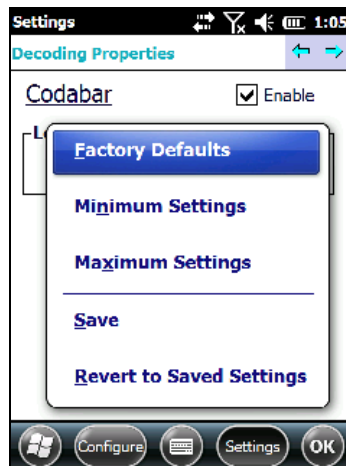 Settings 1:05
Decoding Properties
Codabar Enable
L
Factory Defaults
Minimum Settings
Maximum Settings
Save
Revert to Saved Settings
Configure Settings OK